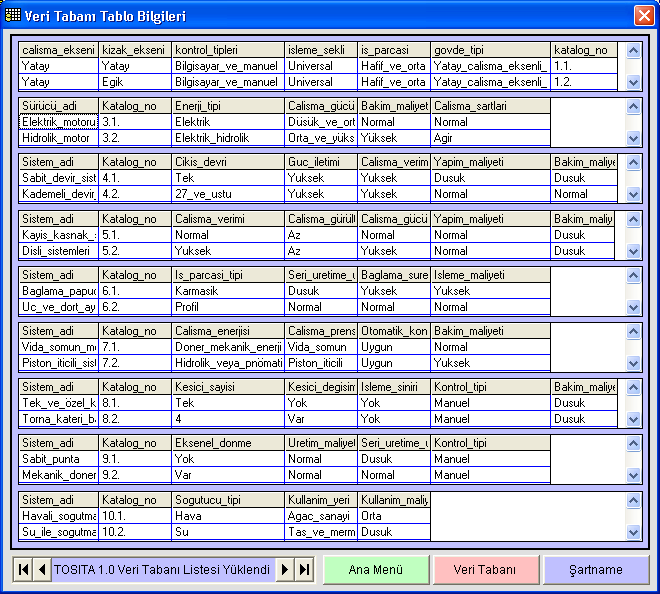 Veri Tabanı Tablo Bilgileri
calisma_ekseni kizak_ekseni kontrol_tipleri isleme_sekli is_parcasi govde_tipi katalog_no
Yatay Yatay Bilgisayar_ve_manuel Universal Hafif_ve_orta Yatay_calisma_eksenli_ 1.1.
Yatay Egik Bilgisayar_ve_manuel Universal Hafif_ve_orta Yatay_calisma_eksenli_ 1.2.
Sürücü_adi Katalog_no Enerji_tipi Calisma_gücü Bakim_maliyet Calisma_sartlari
Elektrik_motoru 3.1. Elektrik Düsük_ve_ort Normal Normal
Hidrolik_motor 3.2. Elektrik_hidrolik Orta_ve_yüks Yüksek Agir
Sistem_adi Katalog_no Cikis_devri Guc_iletimi Calisma_verim Yapim_maliyeti Bakim_maliye
Sabit_devir_sist 4.1. Tek Yuksek Yuksek Dusuk Dusuk
Kademeli_devir_ 4.2. 27_ve_ustu Yuksek Yuksek Normal Normal
Sistem_adi Katalog_no Calisma_verimi Calisma_gürült Calisma_gücü Yapim_maliyeti Bakim_maliy
Kayis_kasnak_s 5.1. Normal Az Normal Normal Dusuk
Disli_sistemleri 5.2. Yuksek Az Yuksek Normal Dusuk
Sistem_adi Katalog_no Is_parcasi_tipi Seri_uretime_u Baglama_sure Isleme_maliyeti
Baglama_papuc 6.1. Karmasik Dusuk Yuksek Yuksek
Uc_ve_dort_ay 6.2. Profil Normal Normal Normal
Sistem_adi Katalog_no Calisma_enerjisi Calisma_prens Otomatik_kon Bakim_maliyeti
Vida_somun_me 7.1. Doner_mekanik_enerji Vida_somun Uygun Normal
Piston_iticili_sist 7.2. Hidrolik_veya_pnömati Piston_iticili Uygun Yuksek
Sistem_adi Katalog_no Kesici_sayisi Kesici_degisim Isleme_siniri Kontrol_tipi Bakim_maliye
Tek_ve_özel_k 8.1. Tek Yok Yok Manuel Dusuk
Torna_kateri_ba 8.2. 4 Var Yok Manuel Dusuk
Sistem_adi Katalog_no Eksenel_donme Uretim_maliyet Seri_uretime_u Kontrol_tipi
Sabit_punta 9.1. Yok Normal Dusuk Manuel
Mekanik_doner 9.2. Var Normal Normal Manuel
Sistem_adi Katalog_no Sogutucu_tipi Kullanim_yeri Kullanim_maliy
Havali_sogutma 10.1. Hava Agac_sanayi Orta
Su_ile_sogutma 10.2. Su Tas_ve_merm Dusuk
TOSITA 1.0 Veri Tabanı Listesi Yüklendi Ana Menü Veri Tabanı Şartname